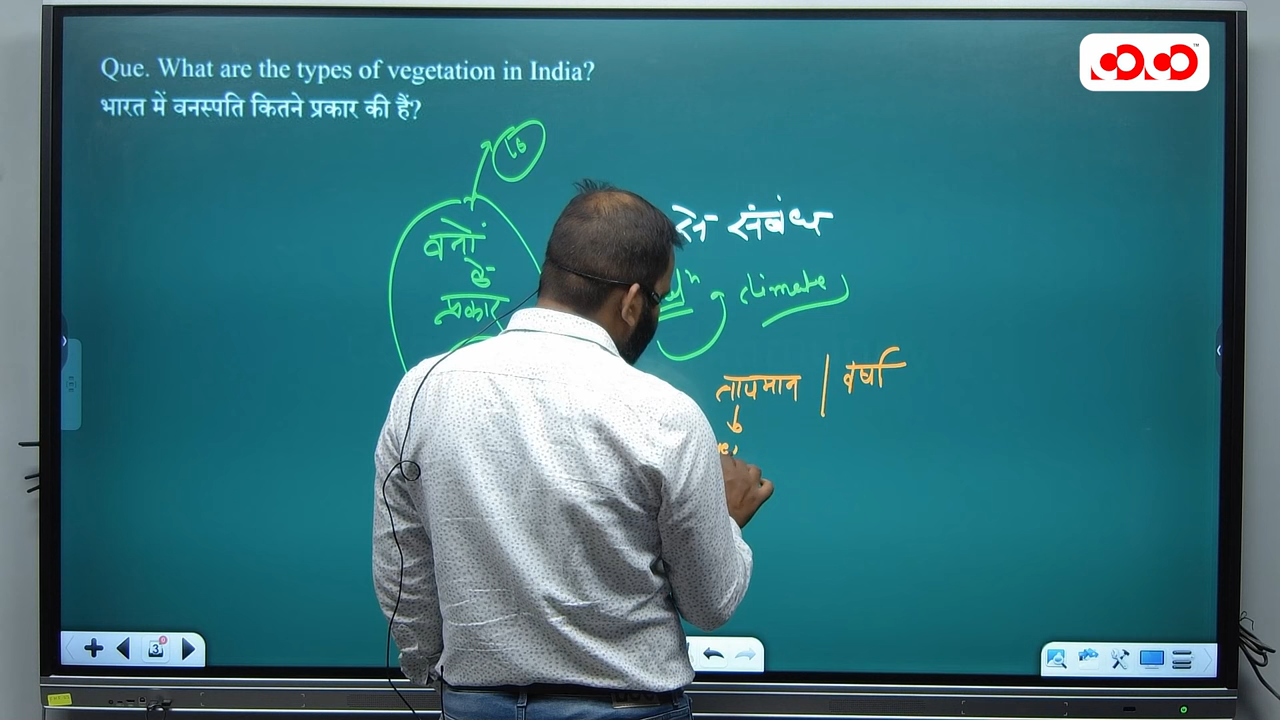 Que. What are the types of vegetation in India?
भारत में वनस्पति कितने प्रकार की हैं?
16
वनों
के
प्रकार
से संबंध
climate
तापमान | वर्षा
3